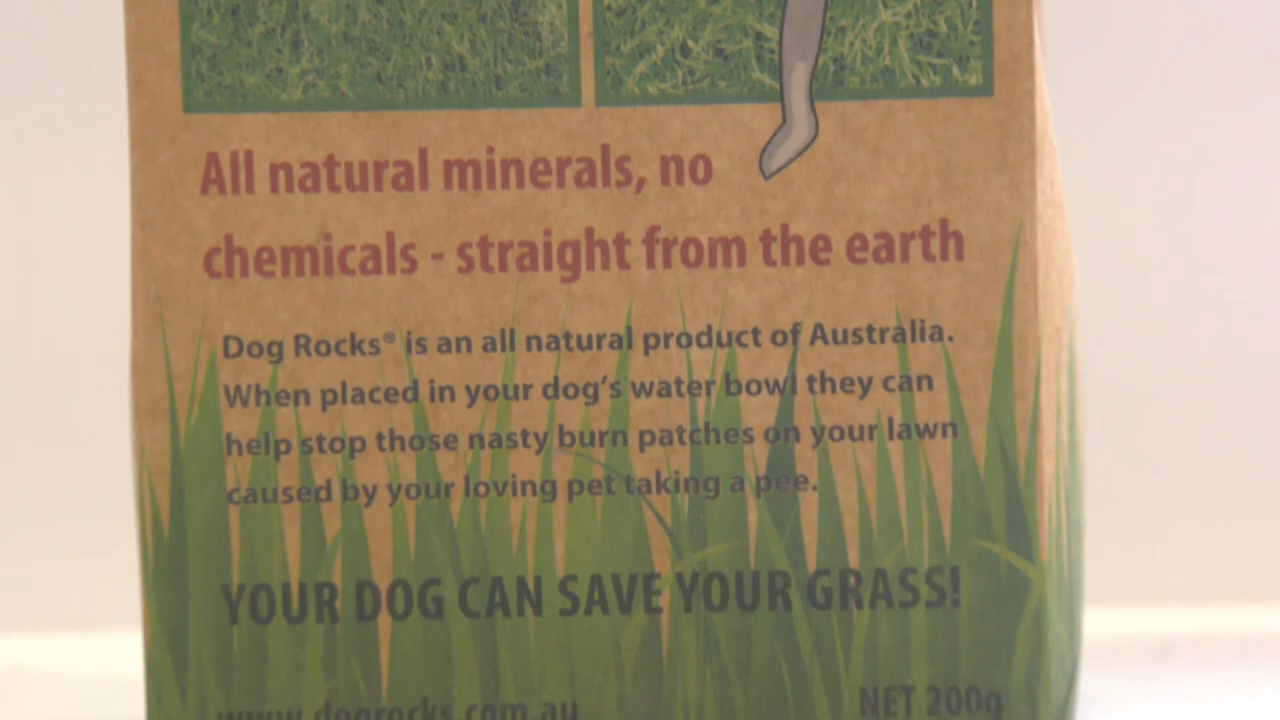 All natural minerals, no
chemicals - straight from the earth
Dog Rocks® is an all natural product of Australia.
When placed in your dog's water bowl they can
help stop those nasty burn patches on your lawn
caused by your loving pet taking a pee.
YOUR DOG CAN SAVE YOUR GRASS!
www.dogrocks.com.au NET 200g